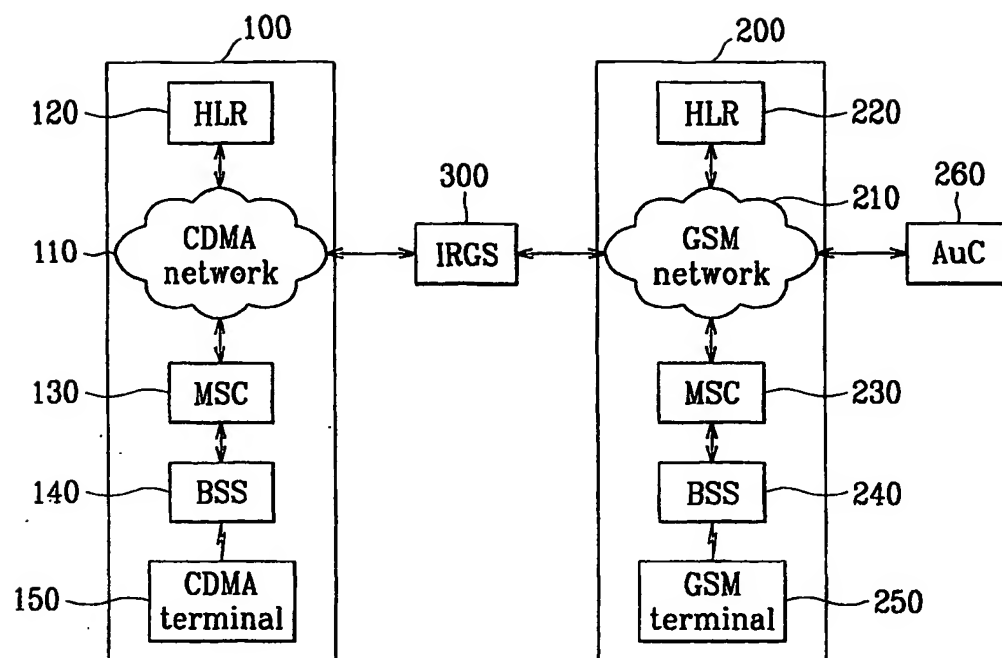 100
200
120
HLR
HLR
220
300
210
260
110
CDMA
network
IRGS
GSM
network
AuC
130
MSC
MSC
230
140
BSS
BSS
240
150
CDMA
terminal
GSM
terminal
250